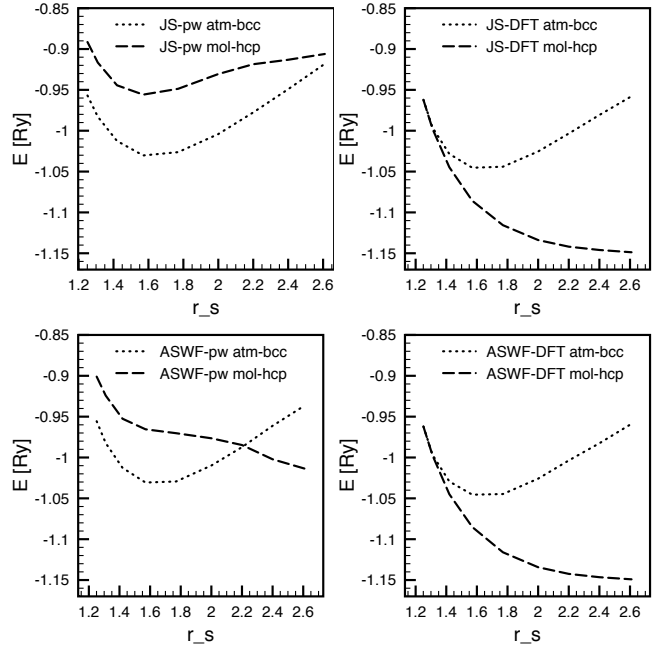 -0.85
-0.9
-0.95
-1
-1.05
-1.1
-1.15
E [Ry]
JS-pw atm-bcc
JS-pw mol-hcp
1.2 1.4 1.6 1.8 2 2.2 2.4 2.6
r_s
-0.85
-0.9
-0.95
-1
-1.05
-1.1
-1.15
E [Ry]
JS-DFT atm-bcc
JS-DFT mol-hcp
1.2 1.4 1.6 1.8 2 2.2 2.4 2.6
r_s
-0.85
-0.9
-0.95
-1
-1.05
-1.1
-1.15
E [Ry]
ASWF-pw atm-bcc
ASWF-pw mol-hcp
1.2 1.4 1.6 1.8 2 2.2 2.4 2.6
r_s
-0.85
-0.9
-0.95
-1
-1.05
-1.1
-1.15
E [Ry]
ASWF-DFT atm-bcc
ASWF-DFT mol-hcp
1.2 1.4 1.6 1.8 2 2.2 2.4 2.6
r_s